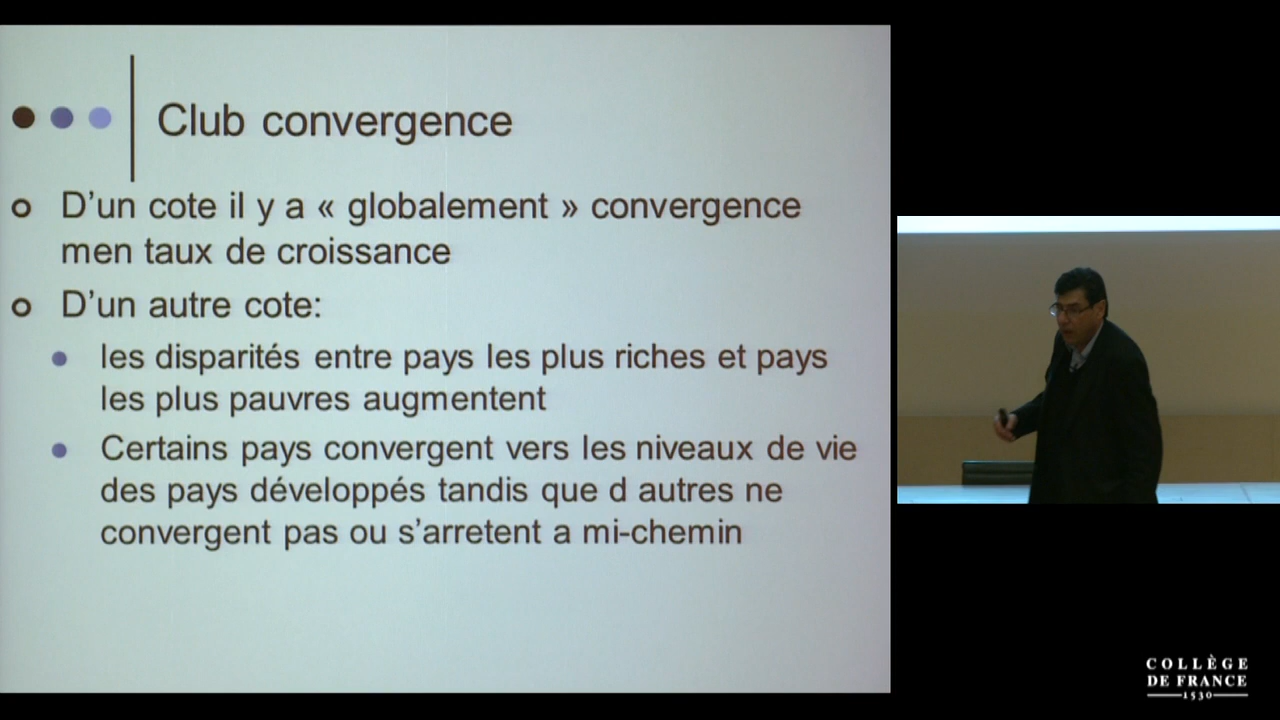 Club convergence
D’un cote il y a « globalement » convergence
men taux de croissance
D’un autre cote:
les disparités entre pays les plus riches et pays
les plus pauvres augmentent
Certains pays convergent vers les niveaux de vie
des pays développés tandis que d autres ne
convergent pas ou s’arretent a mi-chemin
COLLÈGE
DE FRANCE
1530